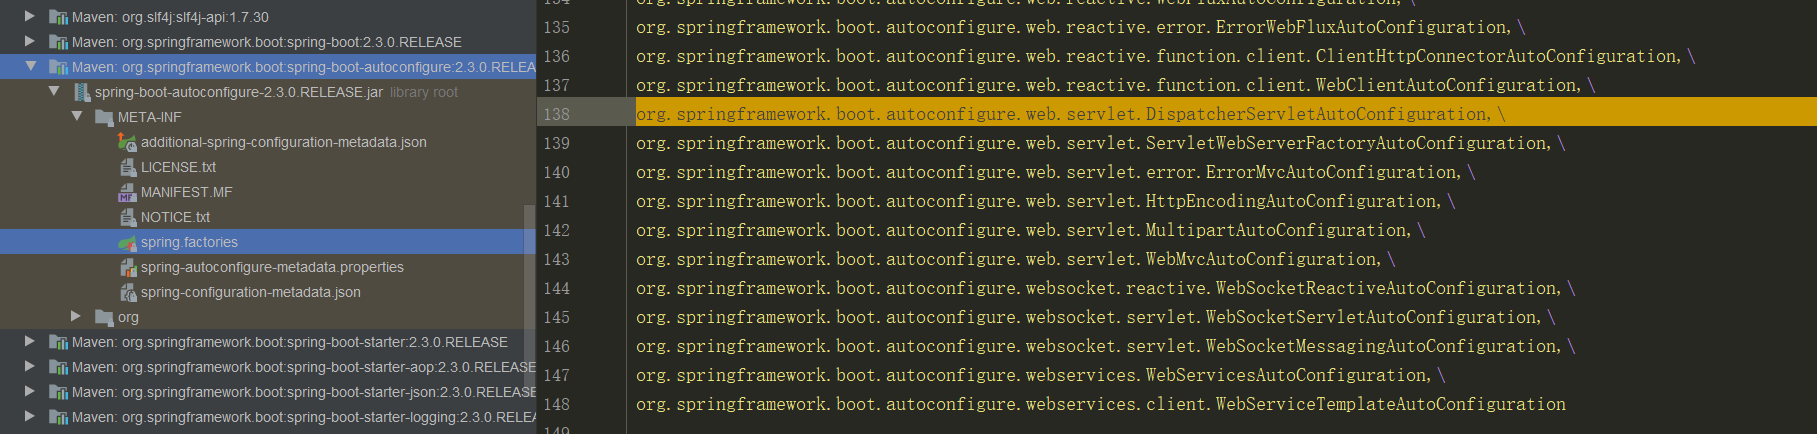 Maven: org.slf4j:slf4j-api:1.7.30
Maven: org.springframework.boot:spring-boot:2.3.0.RELEASE
Maven: org.springframework.boot:spring-boot-autoconfigure:2.3.0.RELEA
spring-boot-autoconfigure-2.3.0.RELEASE.jar library root
META-INF
additional-spring-configuration-metadata.json
LICENSE.txt
MANIFEST.MF
NOTICE.txt
spring.factories
spring-autoconfigure-metadata.properties
spring-configuration-metadata.json
org
Maven: org.springframework.boot:spring-boot-starter:2.3.0.RELEASE
Maven: org.springframework.boot:spring-boot-starter-aop:2.3.0.RELEASE
Maven: org.springframework.boot:spring-boot-starter-json:2.3.0.RELEASE
Maven: org.springframework.boot:spring-boot-starter-logging:2.3.0.RELEA
134 org.springframework.boot.autoconfigure.web.reactive.WebFluxAutoConfiguration,\
135 org.springframework.boot.autoconfigure.web.reactive.error.ErrorWebFluxAutoConfiguration,\
136 org.springframework.boot.autoconfigure.web.reactive.function.client.ClientHttpConnectorAutoConfiguration,\
137 org.springframework.boot.autoconfigure.web.reactive.function.client.WebClientAutoConfiguration,\
138 org.springframework.boot.autoconfigure.web.servlet.DispatcherServletAutoConfiguration,\
139 org.springframework.boot.autoconfigure.web.servlet.ServletWebServerFactoryAutoConfiguration,\
140 org.springframework.boot.autoconfigure.web.servlet.error.ErrorMvcAutoConfiguration,\
141 org.springframework.boot.autoconfigure.web.servlet.HttpEncodingAutoConfiguration,\
142 org.springframework.boot.autoconfigure.web.servlet.MultipartAutoConfiguration,\
143 org.springframework.boot.autoconfigure.web.servlet.WebMvcAutoConfiguration,\
144 org.springframework.boot.autoconfigure.websocket.reactive.WebSocketReactiveAutoConfiguration,\
145 org.springframework.boot.autoconfigure.websocket.servlet.WebSocketServletAutoConfiguration,\
146 org.springframework.boot.autoconfigure.websocket.servlet.WebSocketMessagingAutoConfiguration,\
147 org.springframework.boot.autoconfigure.webservices.WebServicesAutoConfiguration,\
148 org.springframework.boot.autoconfigure.webservices.client.WebServiceTemplateAutoConfiguration
149